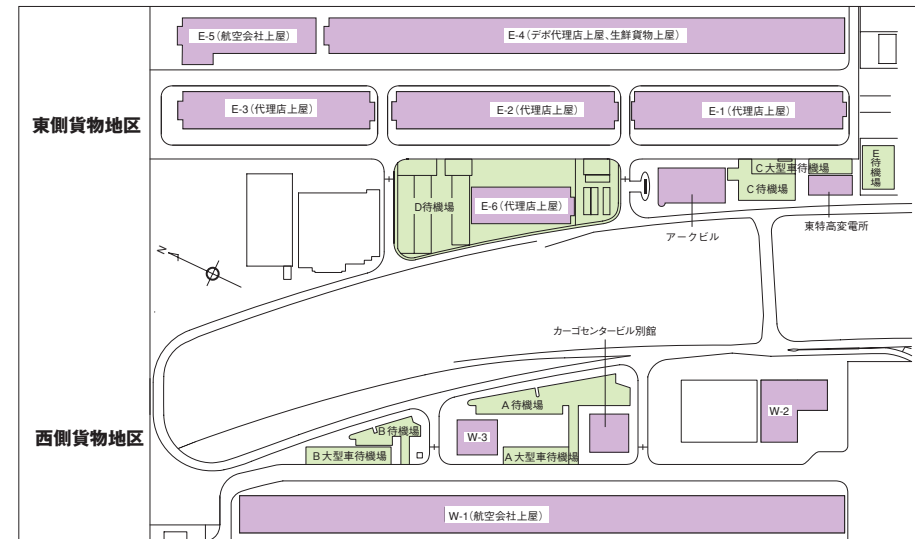 E-5（航空会社上屋）
E-4（デポ代理店上屋、生鮮貨物上屋）
東側貨物地区
E-3（代理店上屋）
E-2（代理店上屋）
E-1（代理店上屋）
C大型車待機場
E待機場
C待機場
D待機場
E-6（代理店上屋）
アークビル
東特高変電所
N
カーゴセンタービル別館
A待機場
W-2
西側貨物地区
B待機場
W-3
B大型車待機場
A大型車待機場
W-1（航空会社上屋）